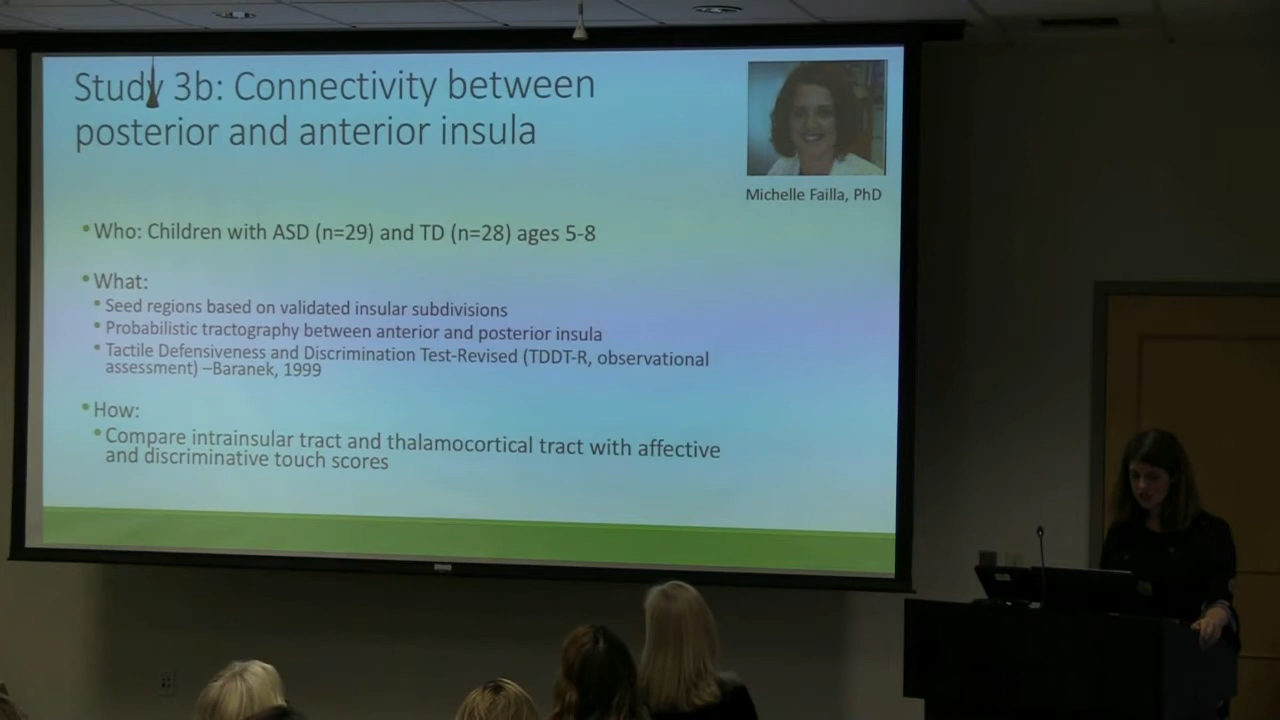 Study 3b: Connectivity between
posterior and anterior insula
Michelle Failla, PhD
• Who: Children with ASD (n=29) and TD (n=28) ages 5-8
• What:
• Seed regions based on validated insular subdivisions
• Probabilistic tractography between anterior and posterior insula
• Tactile Defensiveness and Discrimination Test-Revised (TDDT-R, observational
assessment) –Baranek, 1999
• How:
• Compare intrainsular tract and thalamocortical tract with affective
and discriminative touch scores